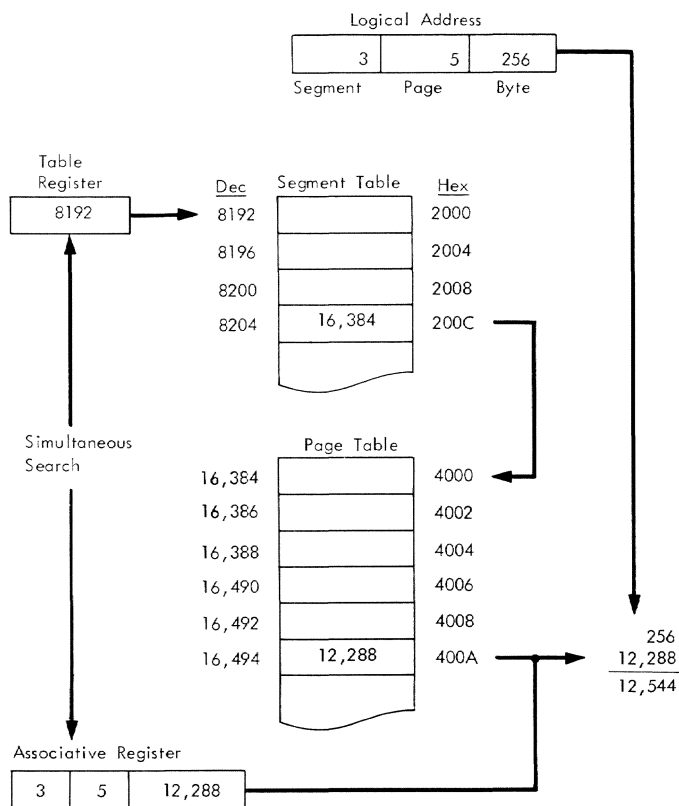 Logical Address
3 5 256
Segment Page Byte
Table
Register
8192
Dec Segment Table Hex
8192 2000
8196 2004
8200 2008
8204 16,384 200C
Simultaneous
Search
Page Table
16,384 4000
16,386 4002
16,388 4004
16,490 4006
16,492 4008
16,494 12,288 400A
256
12,288
12,544
Associative Register
3 5 12,288